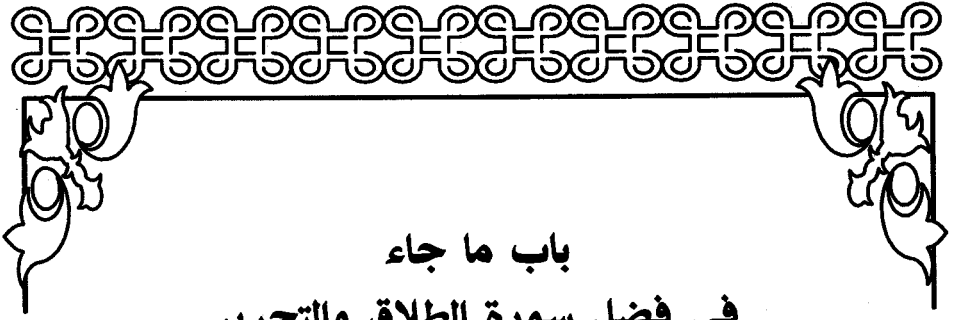 باب ما جاء
في فضل سورة الطلاق والتحريم